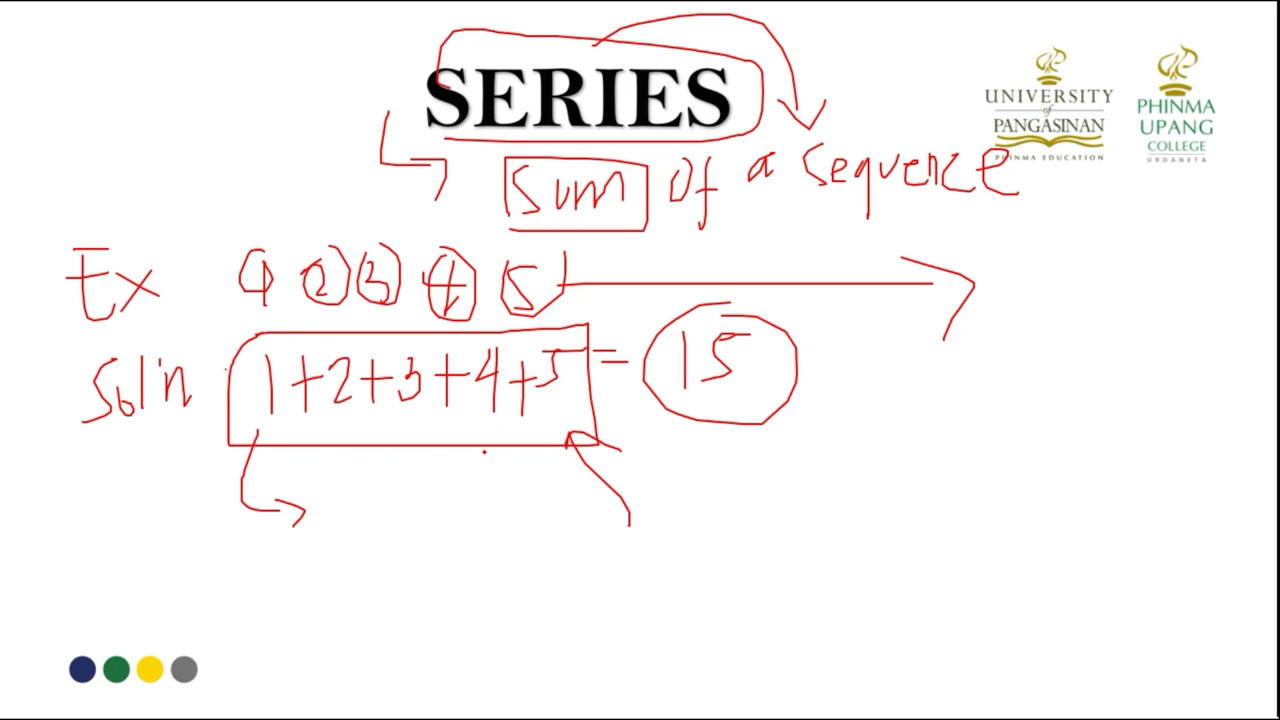 SERIES
UNIVERSITY
of
PANGASINAN
PHINMA EDUCATION
PHINMA
UPANG
COLLEGE
URDANETA
Sum of a sequence
Ex 1 2 3 4 5
Sol'n 1+2+3+4+5 = 15